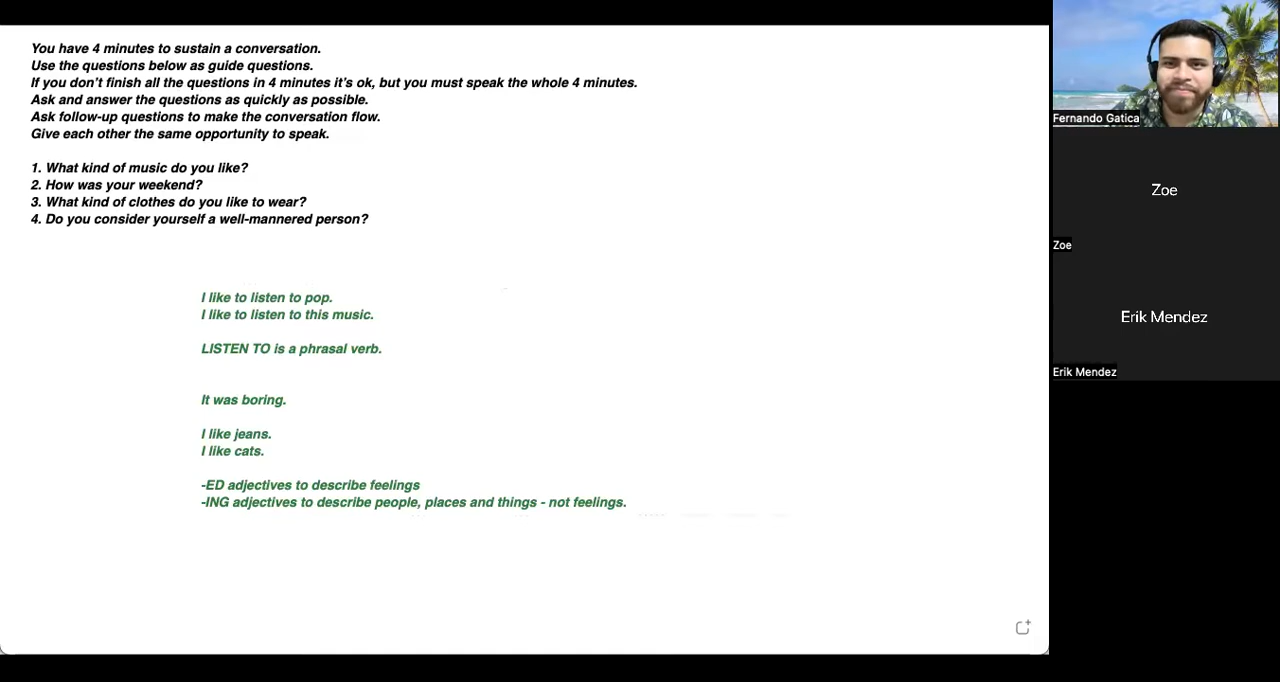 You have 4 minutes to sustain a conversation.
Use the questions below as guide questions.
If you don't finish all the questions in 4 minutes it's ok, but you must speak the whole 4 minutes.
Ask and answer the questions as quickly as possible.
Ask follow-up questions to make the conversation flow.
Give each other the same opportunity to speak.
1. What kind of music do you like?
2. How was your weekend?
3. What kind of clothes do you like to wear?
4. Do you consider yourself a well-mannered person?
I like to listen to pop.
I like to listen to this music.
LISTEN TO is a phrasal verb.
It was boring.
I like jeans.
I like cats.
-ED adjectives to describe feelings
-ING adjectives to describe people, places and things - not feelings.
Fernando Gatica
Zoe
Zoe
Erik Mendez
Erik Mendez